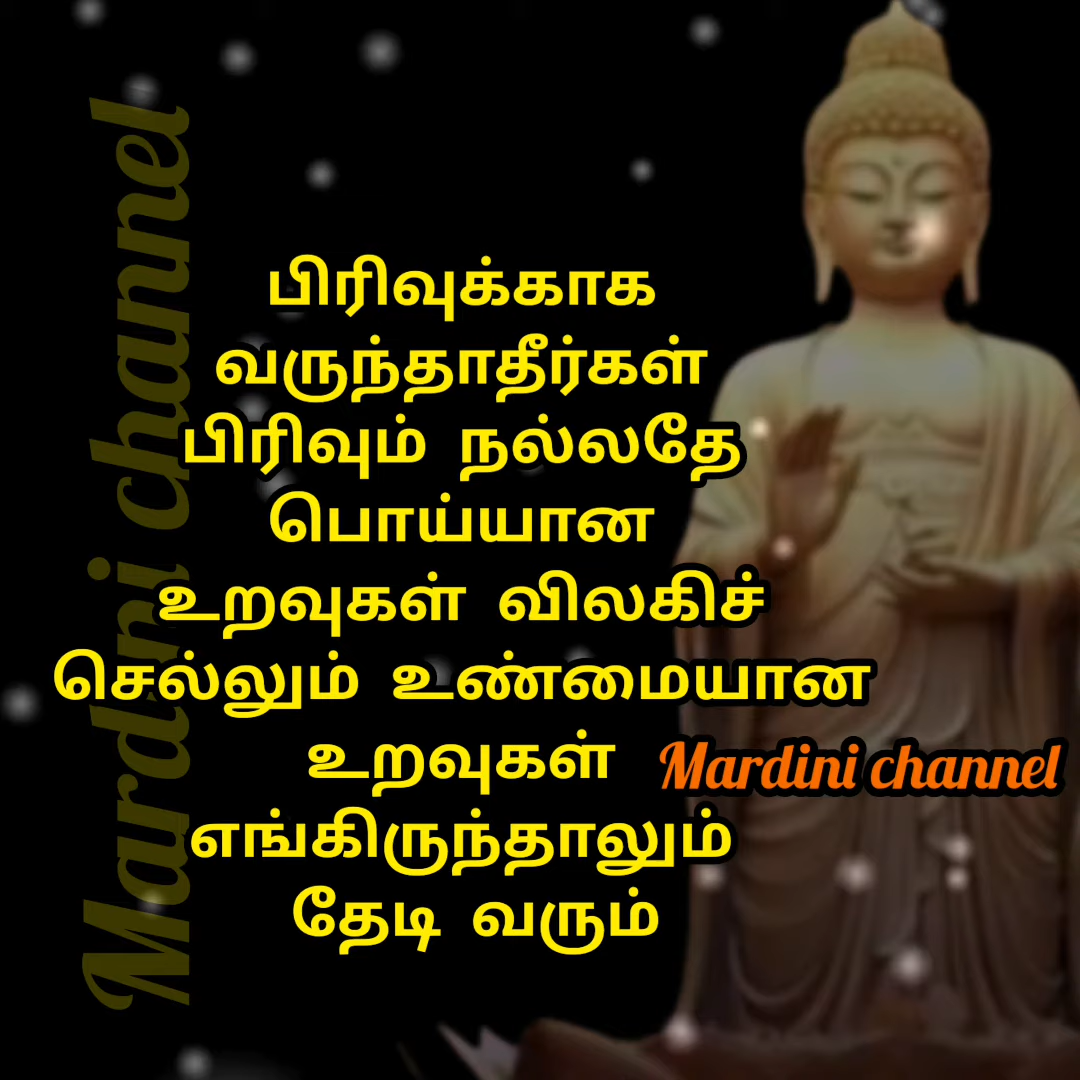 பிரிவுக்காக
வருந்தாதீர்கள்
பிரிவும் நல்லதே
பொய்யான
உறவுகள் விலகிச்
செல்லும் உண்மையான
உறவுகள்
Mardini channel
எங்கிருந்தாலும்
தேடி வரும்
Mardini channel